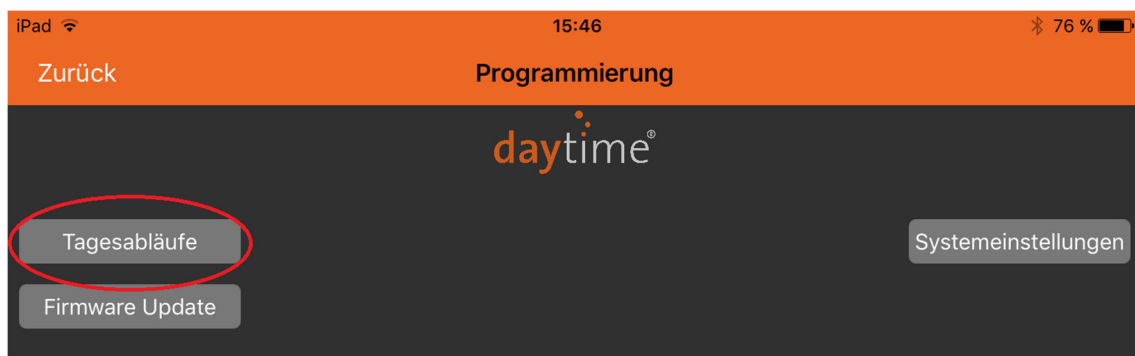 iPad 15:46 76 %
Zurück Programmierung
daytime®
Tagesabläufe Systemeinstellungen
Firmware Update